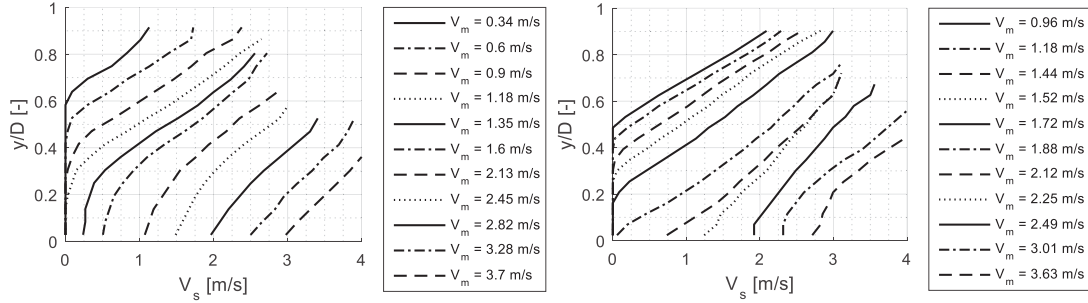 1
0.8
0.6
0.4
0.2
0
y/D [-]
0 1 2 3 4
V_s [m/s]
V_m = 0.34 m/s
V_m = 0.6 m/s
V_m = 0.9 m/s
V_m = 1.18 m/s
V_m = 1.35 m/s
V_m = 1.6 m/s
V_m = 2.13 m/s
V_m = 2.45 m/s
V_m = 2.82 m/s
V_m = 3.28 m/s
V_m = 3.7 m/s
1
0.8
0.6
0.4
0.2
0
y/D [-]
0 1 2 3 4
V_s [m/s]
V_m = 0.96 m/s
V_m = 1.18 m/s
V_m = 1.44 m/s
V_m = 1.52 m/s
V_m = 1.72 m/s
V_m = 1.88 m/s
V_m = 2.12 m/s
V_m = 2.25 m/s
V_m = 2.49 m/s
V_m = 3.01 m/s
V_m = 3.63 m/s